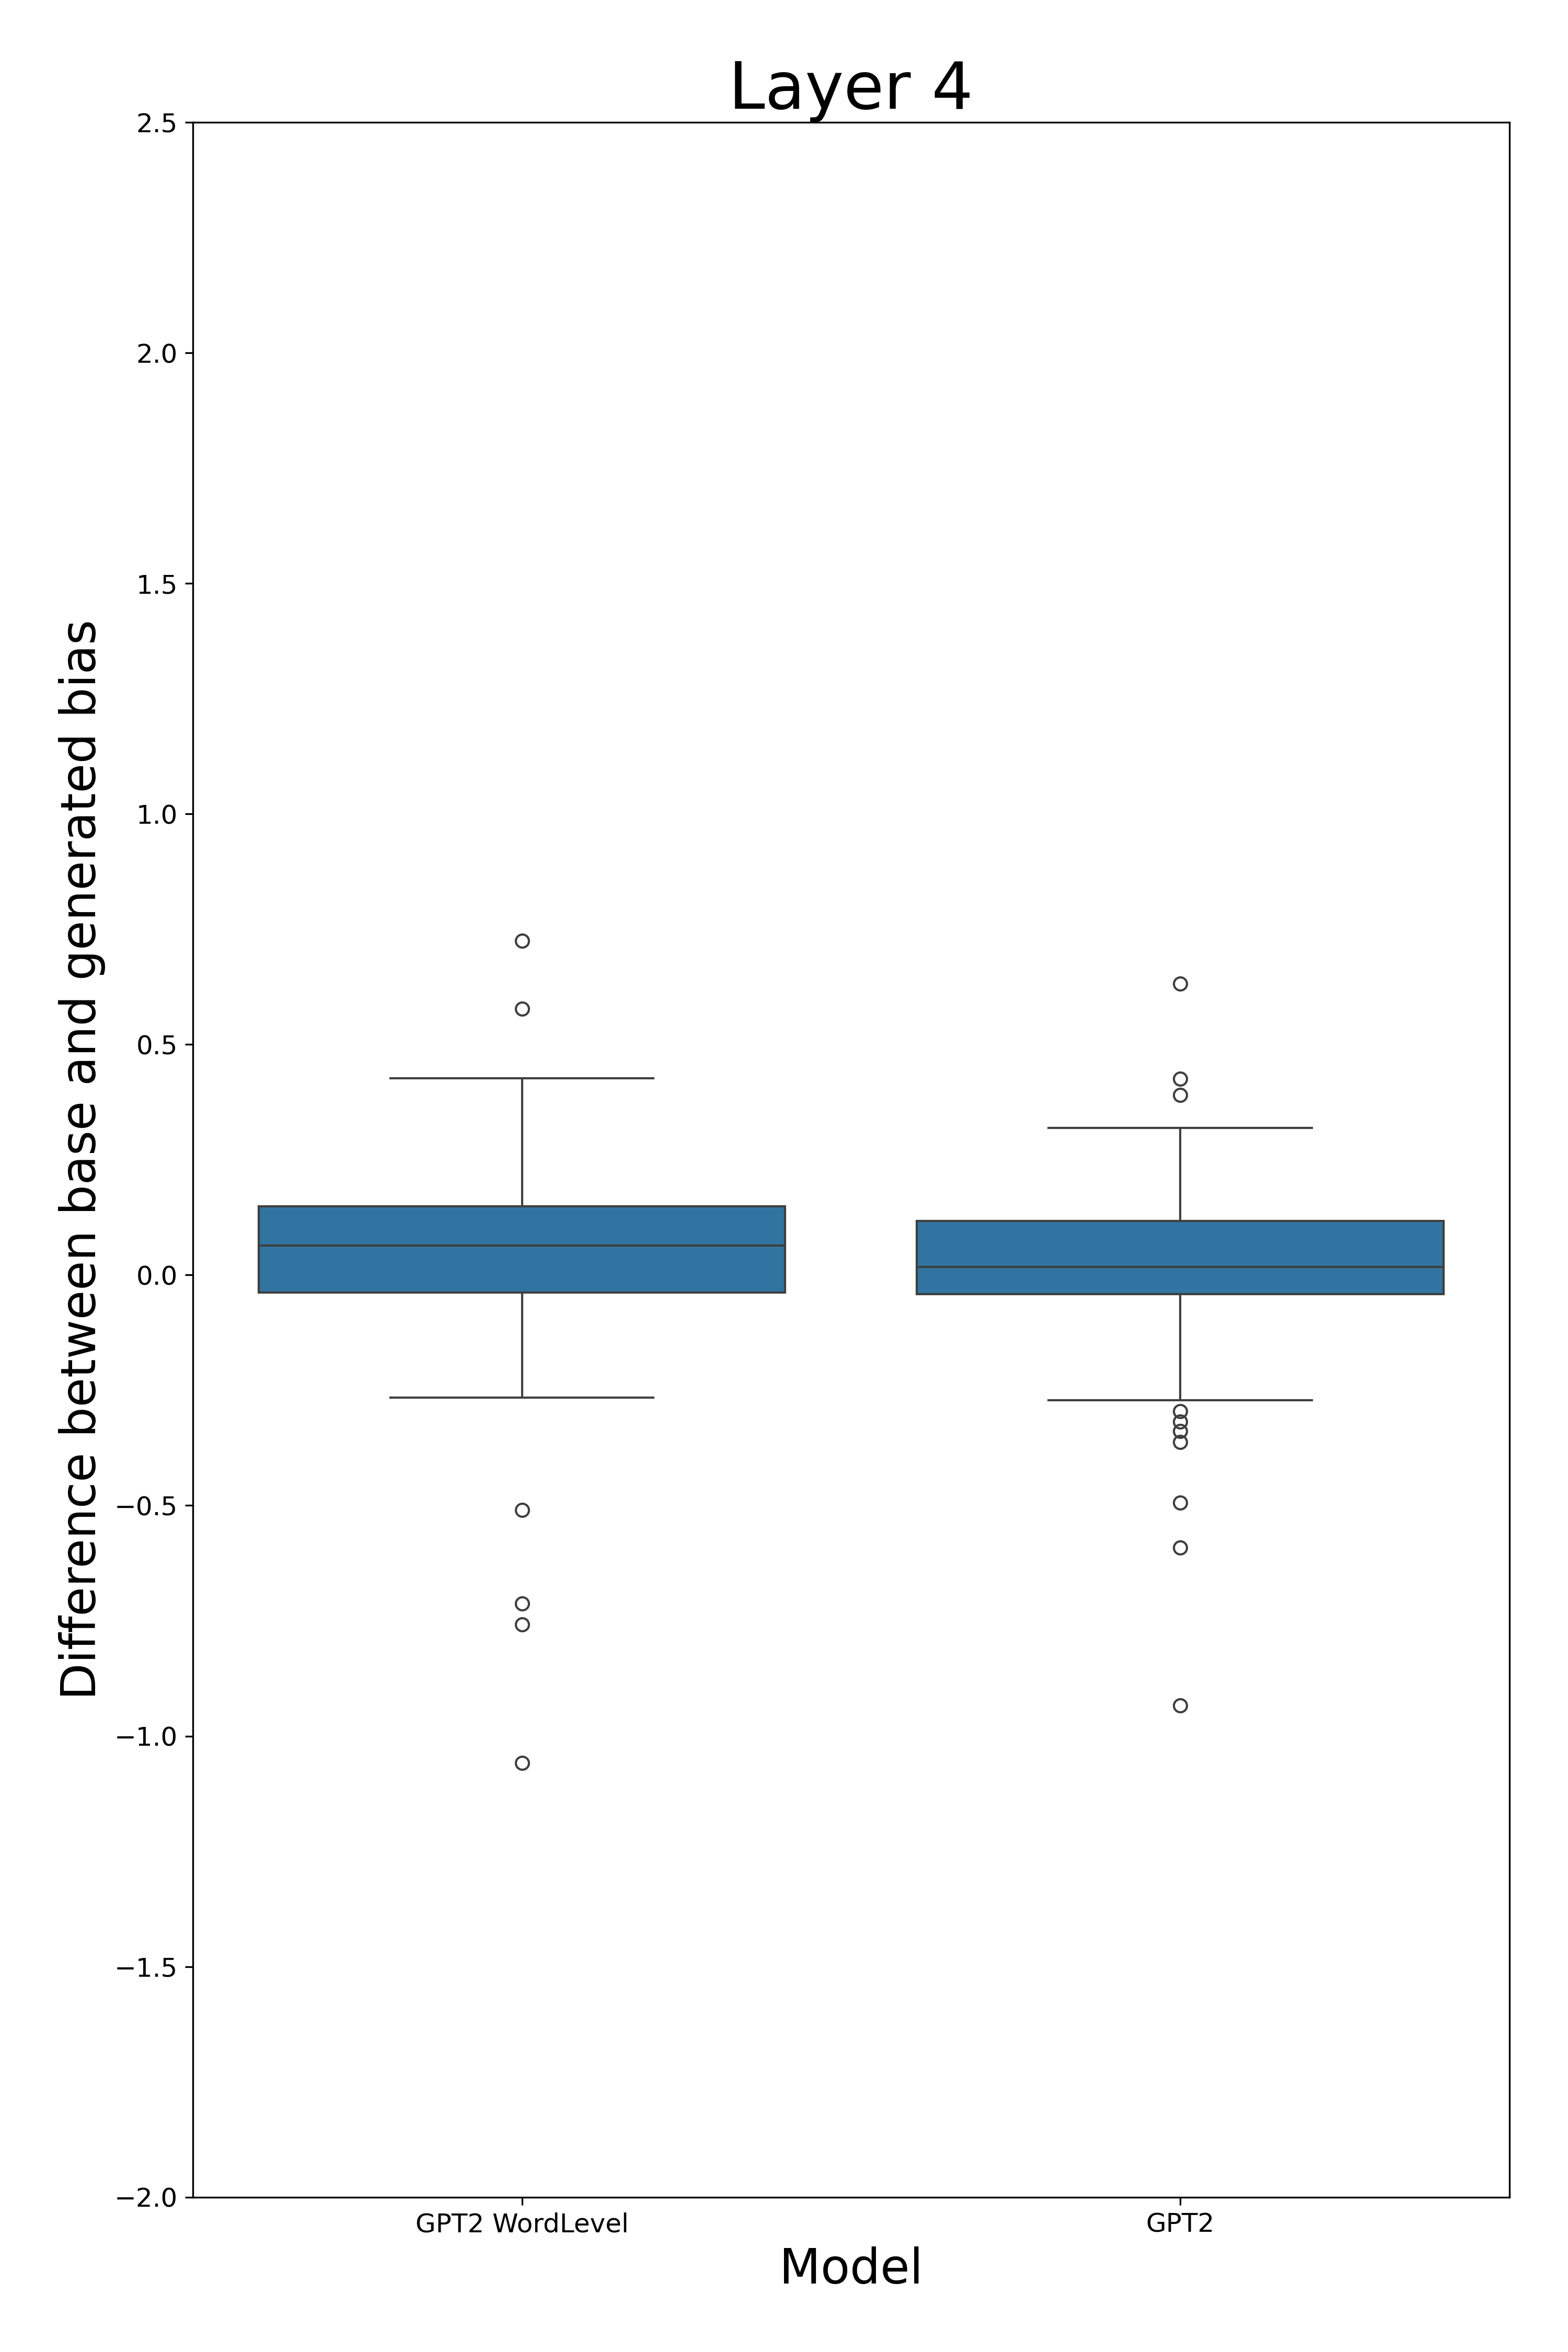 Layer 4
Difference between base and generated bias
2.5
2.0
1.5
1.0
0.5
0.0
−0.5
−1.0
−1.5
−2.0
GPT2 WordLevel
GPT2
Model